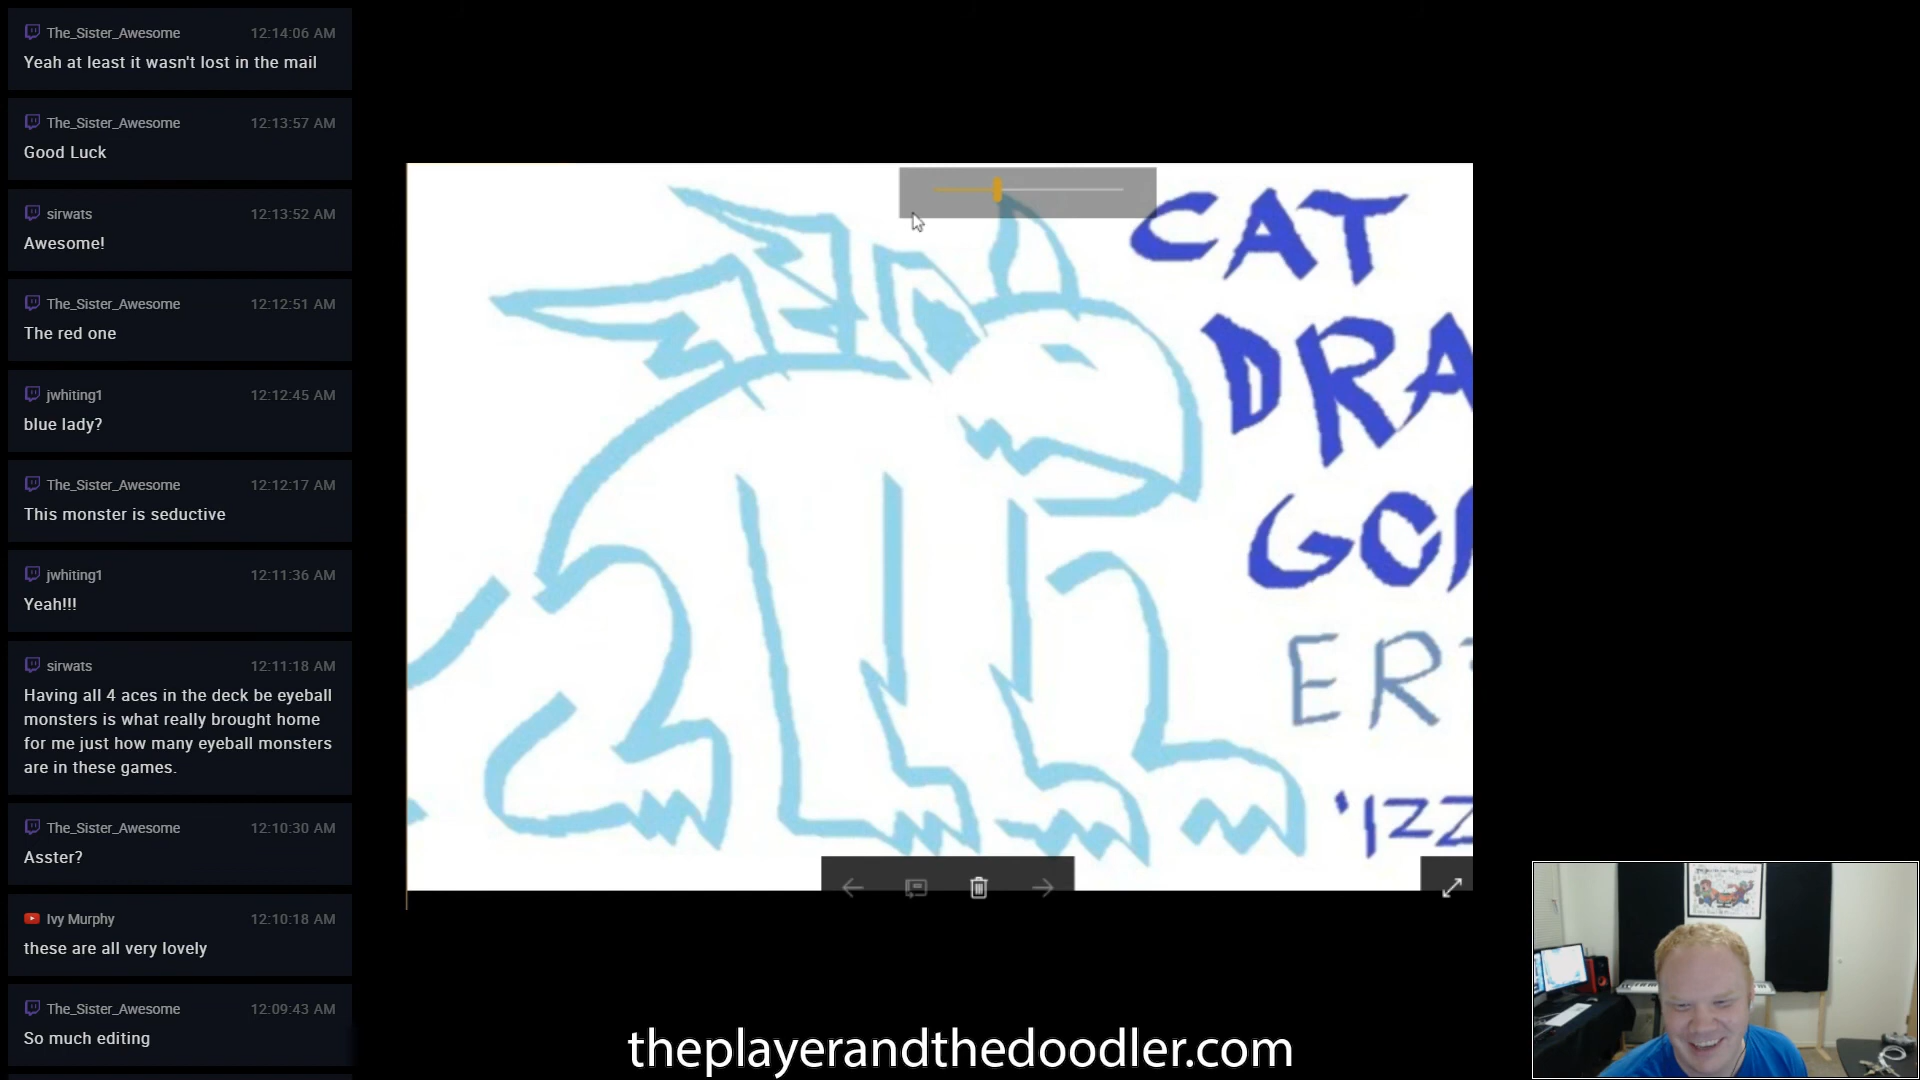 The_Sister_Awesome 12:14:06 AM
Yeah at least it wasn't lost in the mail
The_Sister_Awesome 12:13:57 AM
Good Luck
sirwats 12:13:52 AM
Awesome!
The_Sister_Awesome 12:12:51 AM
The red one
jwhiting1 12:12:45 AM
blue lady?
The_Sister_Awesome 12:12:17 AM
This monster is seductive
jwhiting1 12:11:36 AM
Yeah!!!
sirwats 12:11:18 AM
Having all 4 aces in the deck be eyeball
monsters is what really brought home
for me just how many eyeball monsters
are in these games.
The_Sister_Awesome 12:10:30 AM
Asster?
Ivy Murphy 12:10:18 AM
these are all very lovely
The_Sister_Awesome 12:09:43 AM
So much editing
CAT
DRA
GO
ER
'IZZ
theplayerandthedoodler.com